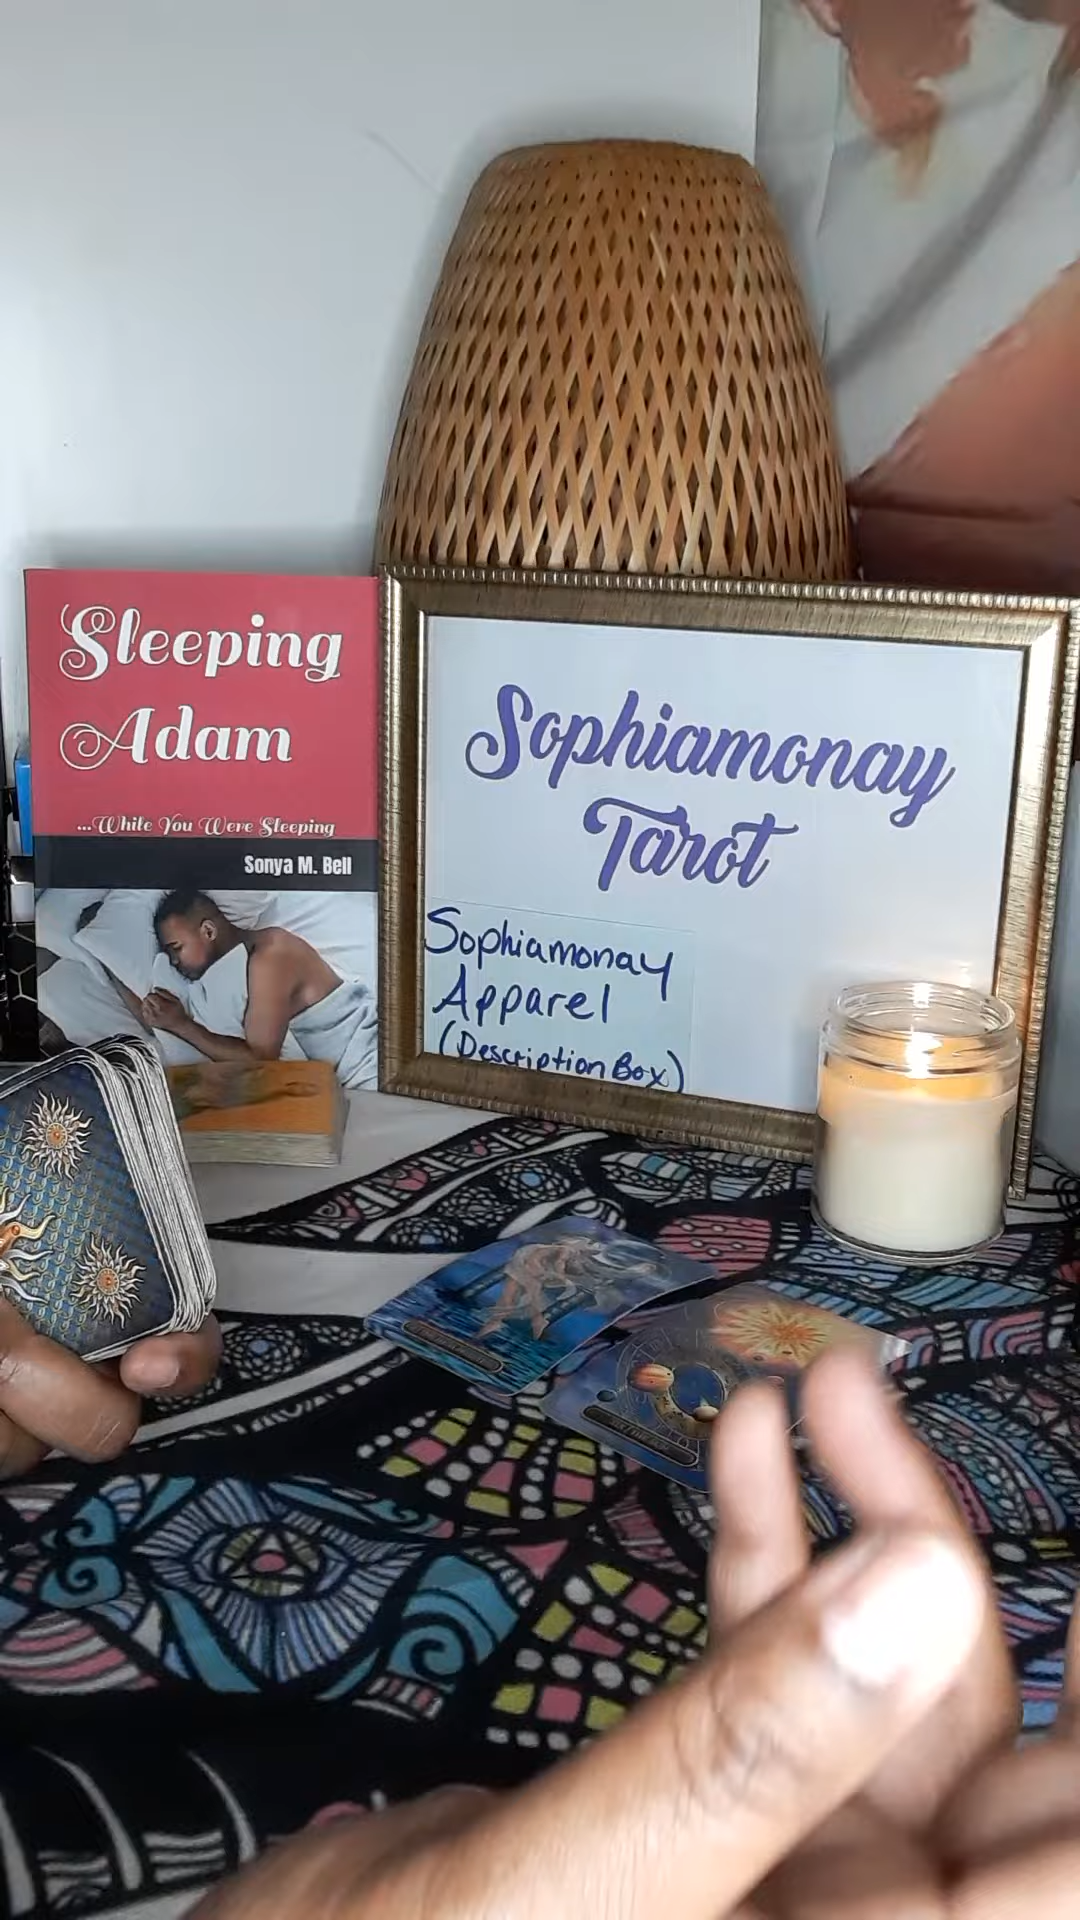 Sleeping
Adam
...While You Were Sleeping
Sonya M. Bell
Sophiamonay
Tarot
Sophiamonay
Apparel
(Description Box)